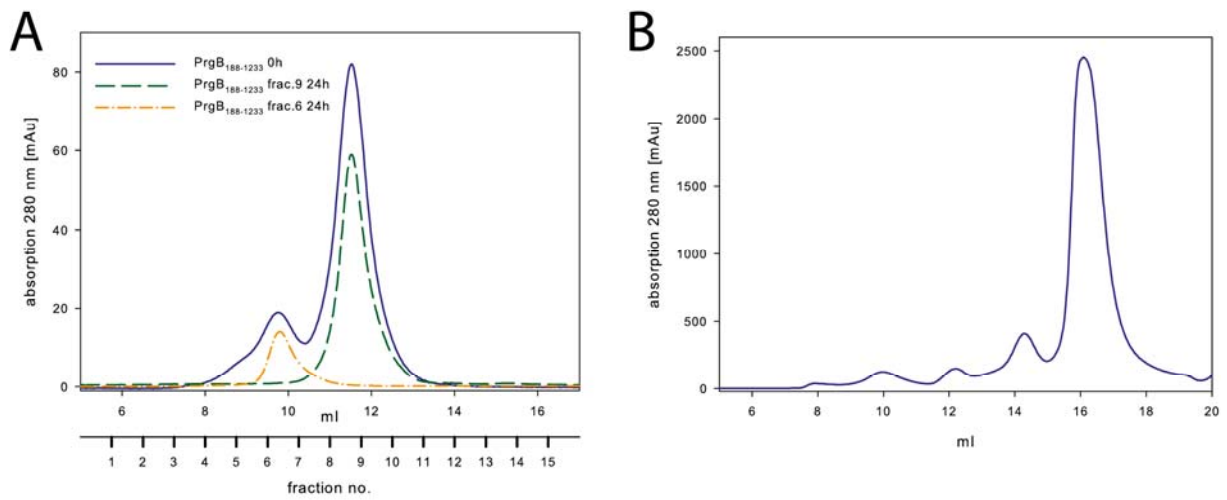 A
PrgB188-1233 0h
PrgB188-1233 frac.9 24h
PrgB188-1233 frac.6 24h
absorption 280 nm [mAu]
80
60
40
20
0
6 8 10 12 14 16
ml
1 2 3 4 5 6 7 8 9 10 11 12 13 14 15
fraction no.
B
absorption 280 nm [mAu]
2500
2000
1500
1000
500
0
6 8 10 12 14 16 18 20
ml